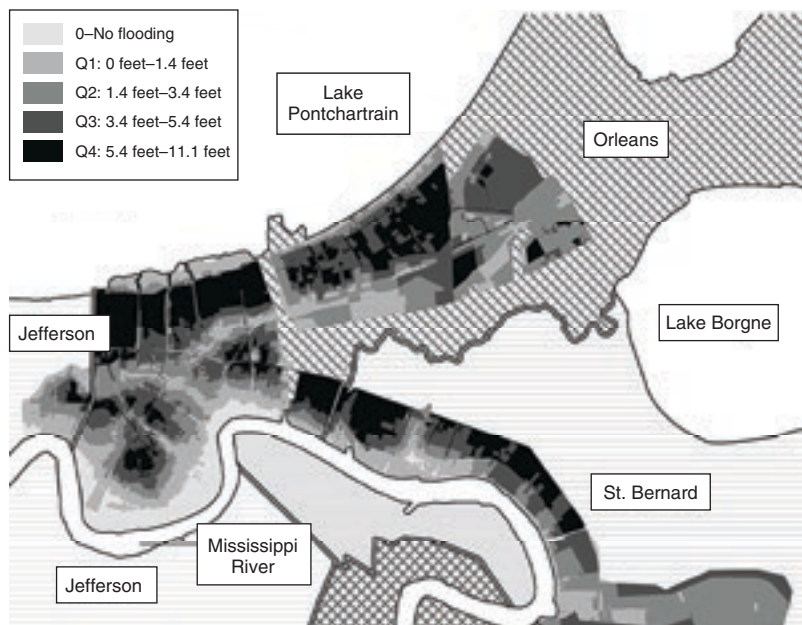 0–No flooding
Q1: 0 feet–1.4 feet
Q2: 1.4 feet–3.4 feet
Q3: 3.4 feet–5.4 feet
Q4: 5.4 feet–11.1 feet
Lake
Pontchartrain
Orleans
Jefferson
Lake Borgne
St. Bernard
Mississippi
River
Jefferson